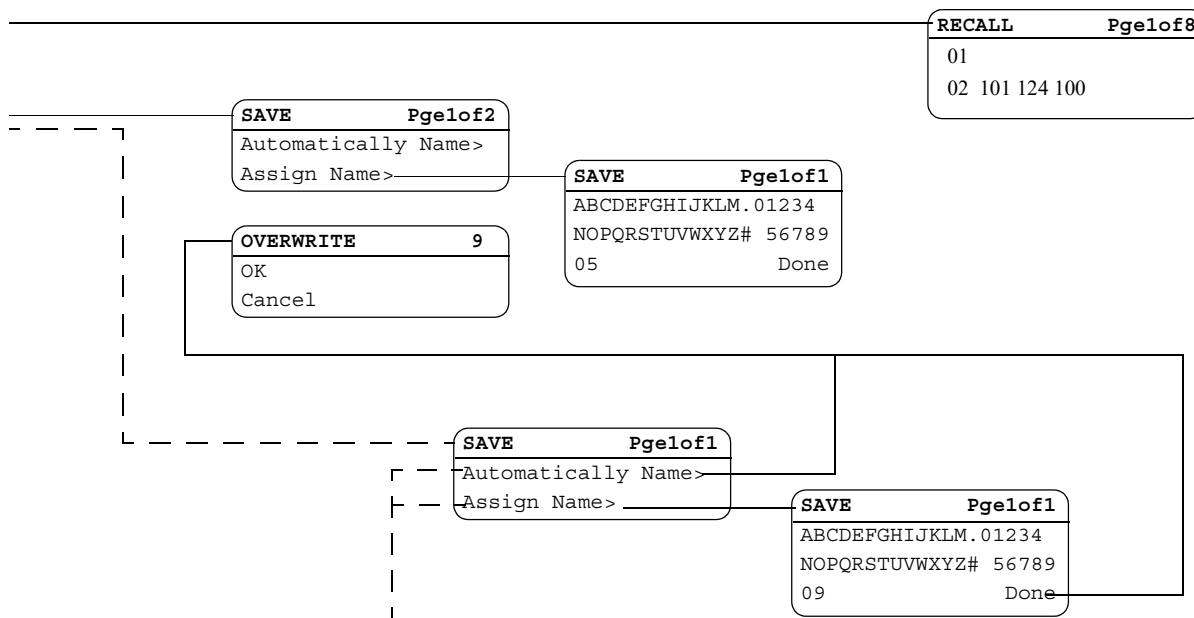 RECALL Pge1of8
01
02 101 124 100
SAVE Pge1of2
Automatically Name>
Assign Name>
SAVE Pge1of1
ABCDEFGHIJKLM.01234
NOPQRSTUVWXYZ# 56789
05 Done
OVERWRITE 9
OK
Cancel
SAVE Pge1of1
Automatically Name>
Assign Name>
SAVE Pge1of1
ABCDEFGHIJKLM.01234
NOPQRSTUVWXYZ# 56789
09 Done